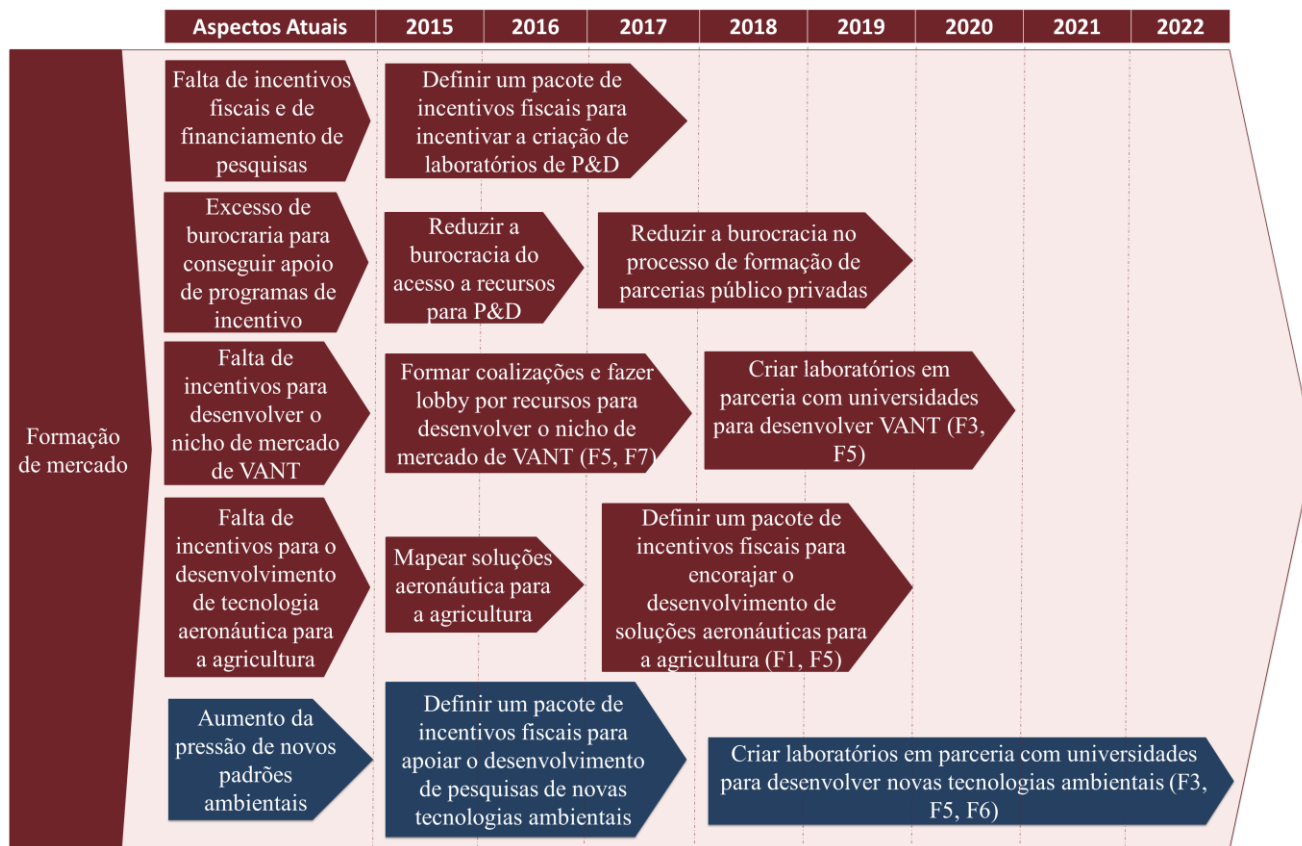 Aspectos Atuais 2015 2016 2017 2018 2019 2020 2021 2022
Formação
de mercado
Falta de incentivos
fiscais e de
financiamento de
pesquisas
Definir um pacote de
incentivos fiscais para
incentivar a criação de
laboratórios de P&D
Excesso de
burocraria para
conseguir apoio
de programas de
incentivo
Reduzir a
burocracia do
acesso a recursos
para P&D
Reduzir a burocracia no
processo de formação de
parcerias público privadas
Falta de
incentivos para
desenvolver o
nicho de mercado
de VANT
Formar coalizações e fazer
lobby por recursos para
desenvolver o nicho de
mercado de VANT (F5, F7)
Criar laboratórios em
parceria com universidades
para desenvolver VANT (F3,
F5)
Falta de
incentivos para o
desenvolvimento
de tecnologia
aeronáutica para
a agricultura
Mapear soluções
aeronáutica para
a agricultura
Definir um pacote de
incentivos fiscais para
encorajar o
desenvolvimento de
soluções aeronáuticas para
a agricultura (F1, F5)
Aumento da
pressão de novos
padrões
ambientais
Definir um pacote de
incentivos fiscais para
apoiar o desenvolvimento
de pesquisas de novas
tecnologias ambientais
Criar laboratórios em parceria com universidades
para desenvolver novas tecnologias ambientais (F3,
F5, F6)